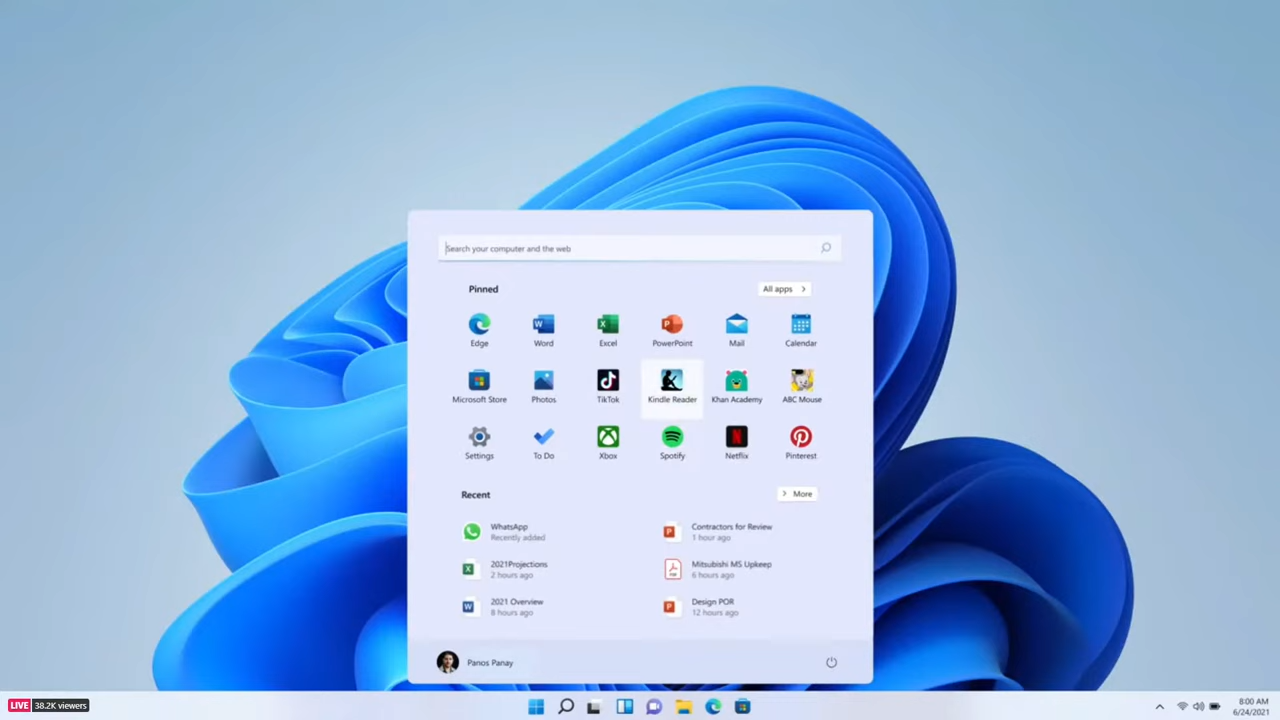 Search your computer and the web
Pinned
All apps
Edge
Word
Excel
PowerPoint
Mail
Calendar
Microsoft Store
Photos
TikTok
Kindle Reader
Khan Academy
ABC Mouse
Settings
To Do
Xbox
Spotify
Netflix
Pinterest
Recent
More
WhatsApp
Recently added
Contractors for Review
1 hour ago
2021Projections
2 hours ago
Mitsubishi MS Upkeep
6 hours ago
2021 Overview
8 hours ago
Design POR
12 hours ago
Panos Panay
LIVE 38.2K viewers
8:00 AM
6/24/2021